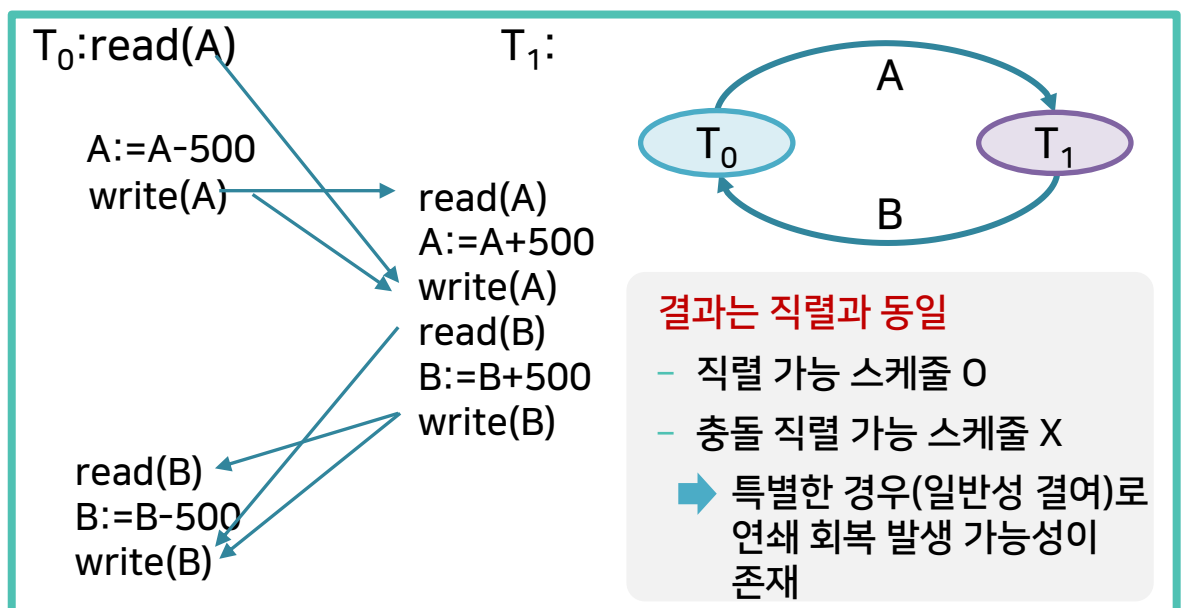 T₀:read(A)
T₁:
A:=A-500
write(A)
read(A)
A:=A+500
write(A)
read(B)
B:=B+500
write(B)
read(B)
B:=B-500
write(B)
A
T₀
T₁
B
결과는 직렬과 동일
- 직렬 가능 스케줄 O
- 충돌 직렬 가능 스케줄 X
특별한 경우(일반성 결여)로
연쇄 회복 발생 가능성이
존재